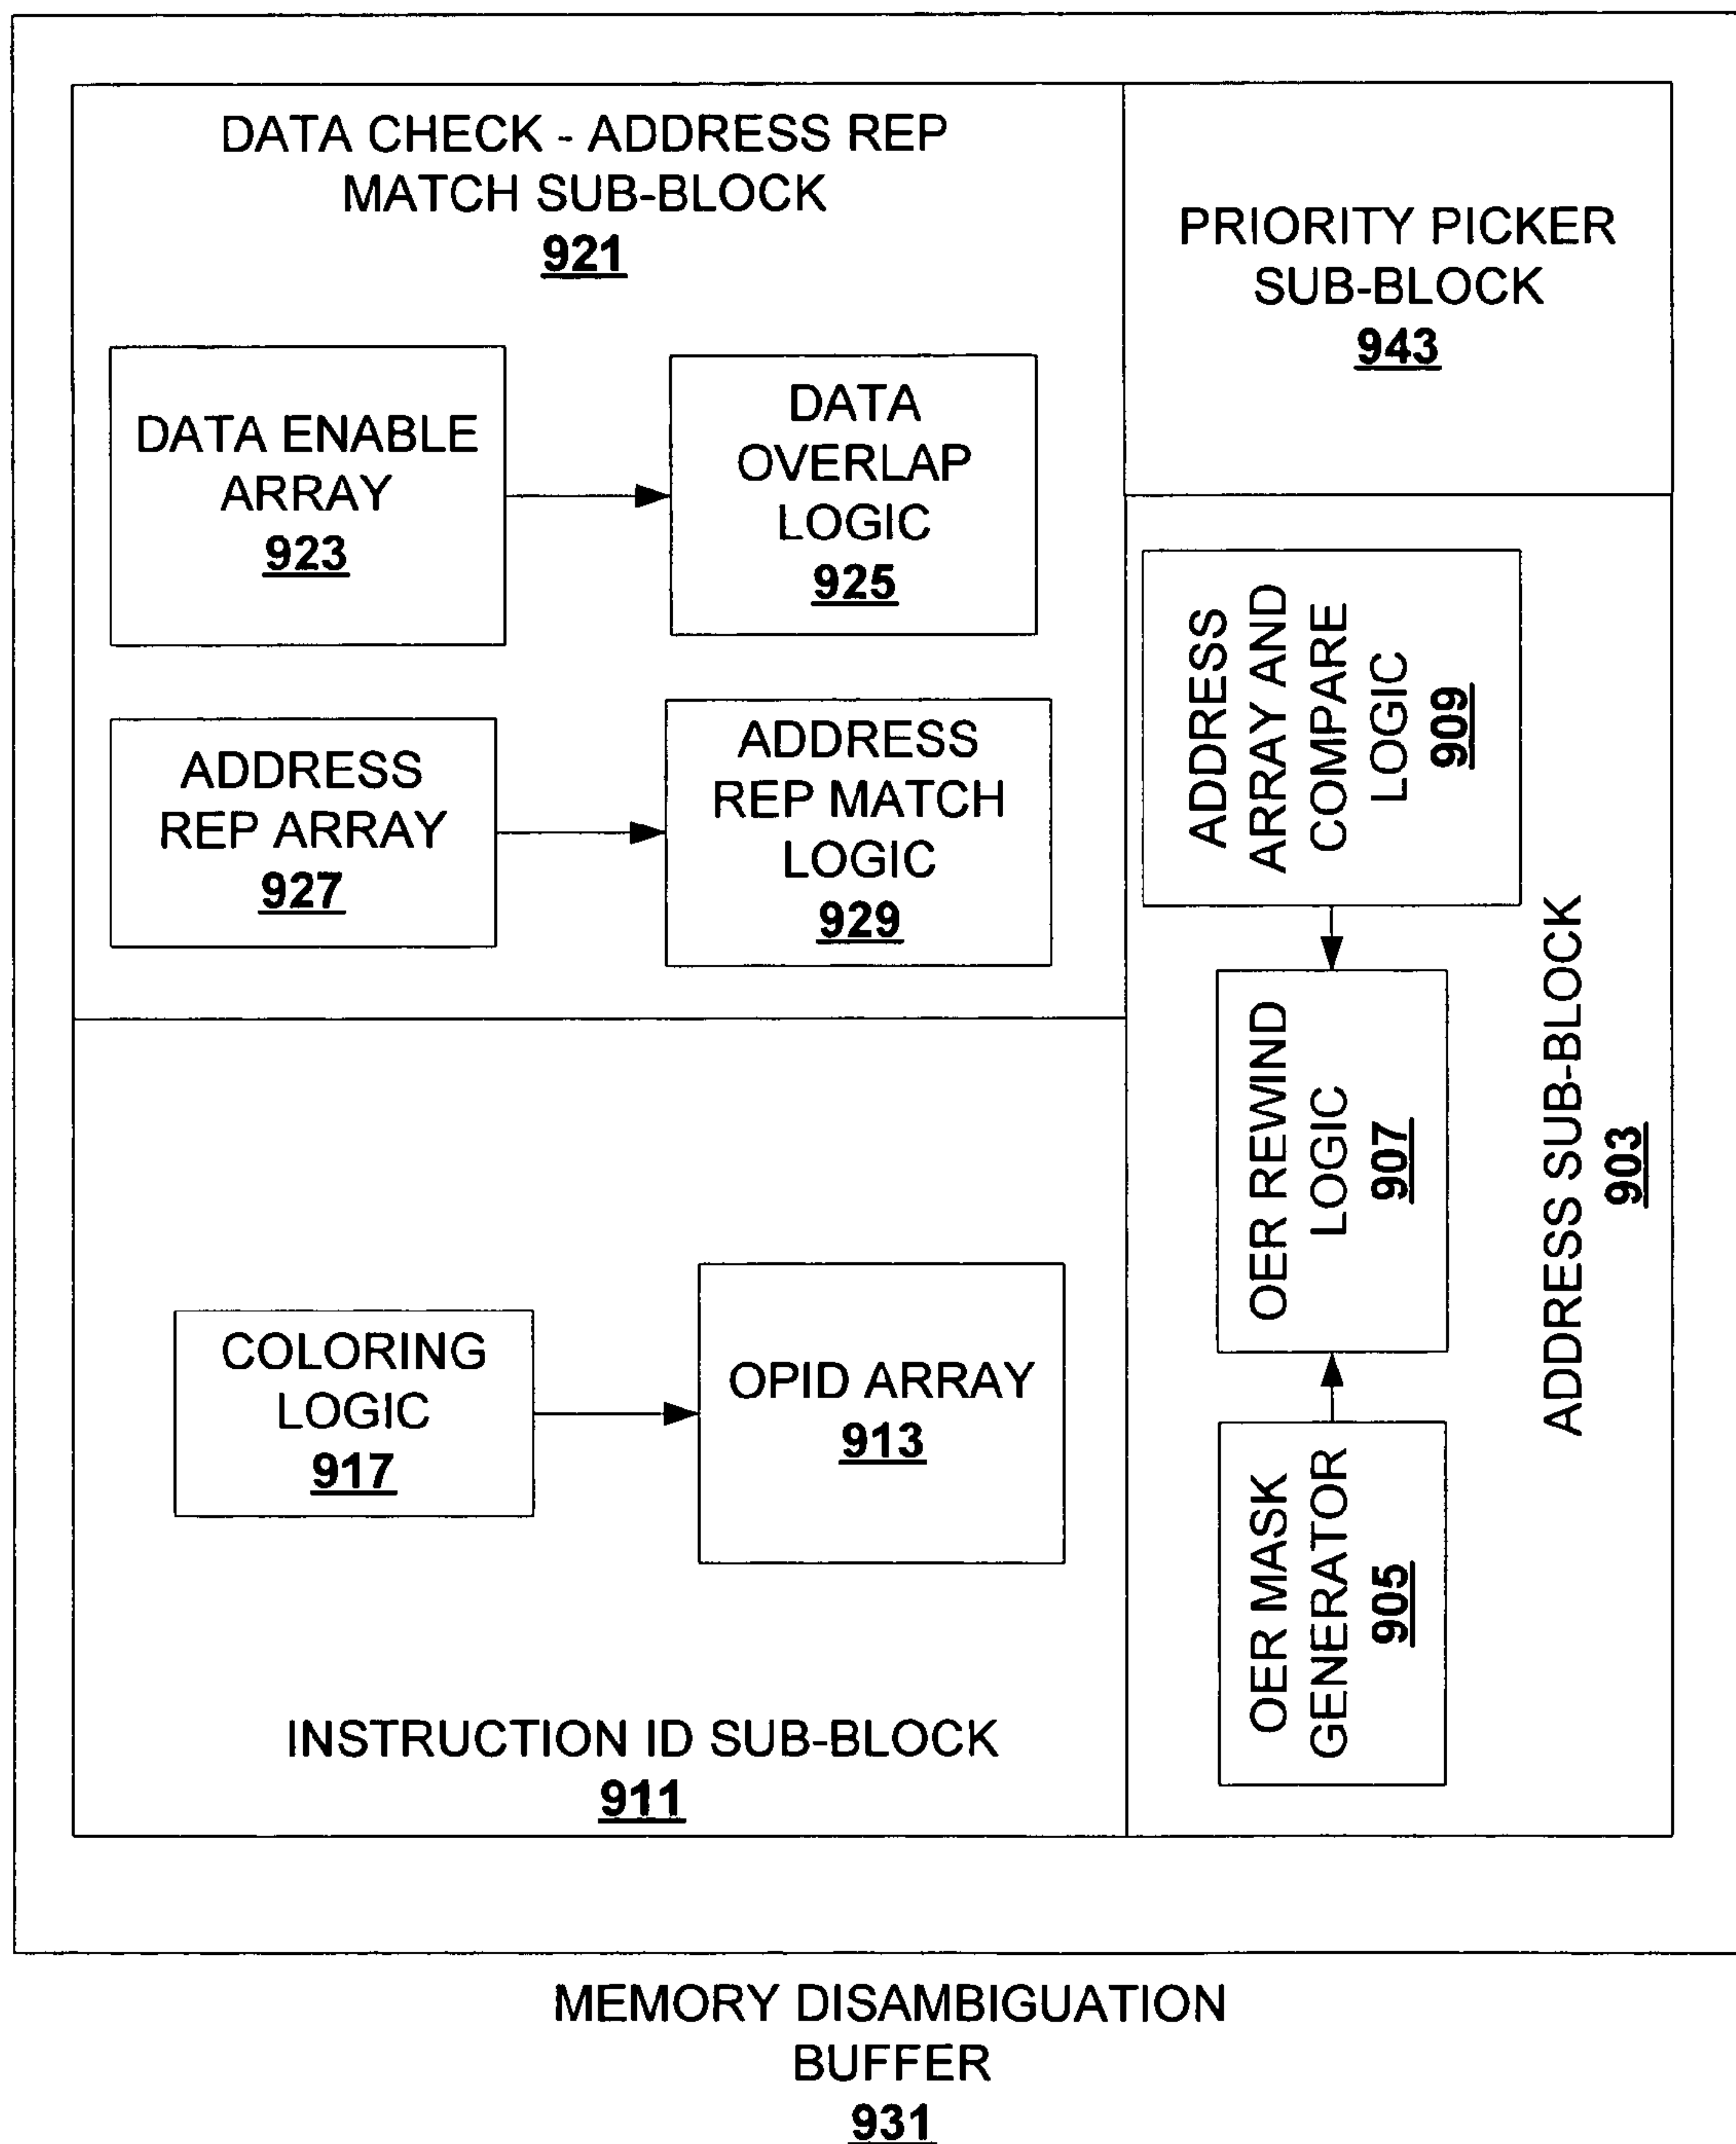 DATA CHECK - ADDRESS REP
MATCH SUB-BLOCK
921
DATA ENABLE
ARRAY
923
DATA
OVERLAP
LOGIC
925
ADDRESS
REP ARRAY
927
ADDRESS
REP MATCH
LOGIC
929
PRIORITY PICKER
SUB-BLOCK
943
ADDRESS
ARRAY AND
COMPARE
LOGIC
909
OER REWIND
LOGIC
907
OER MASK
GENERATOR
905
ADDRESS SUB-BLOCK
903
COLORING
LOGIC
917
OPID ARRAY
913
INSTRUCTION ID SUB-BLOCK
911
MEMORY DISAMBIGUATION
BUFFER
931